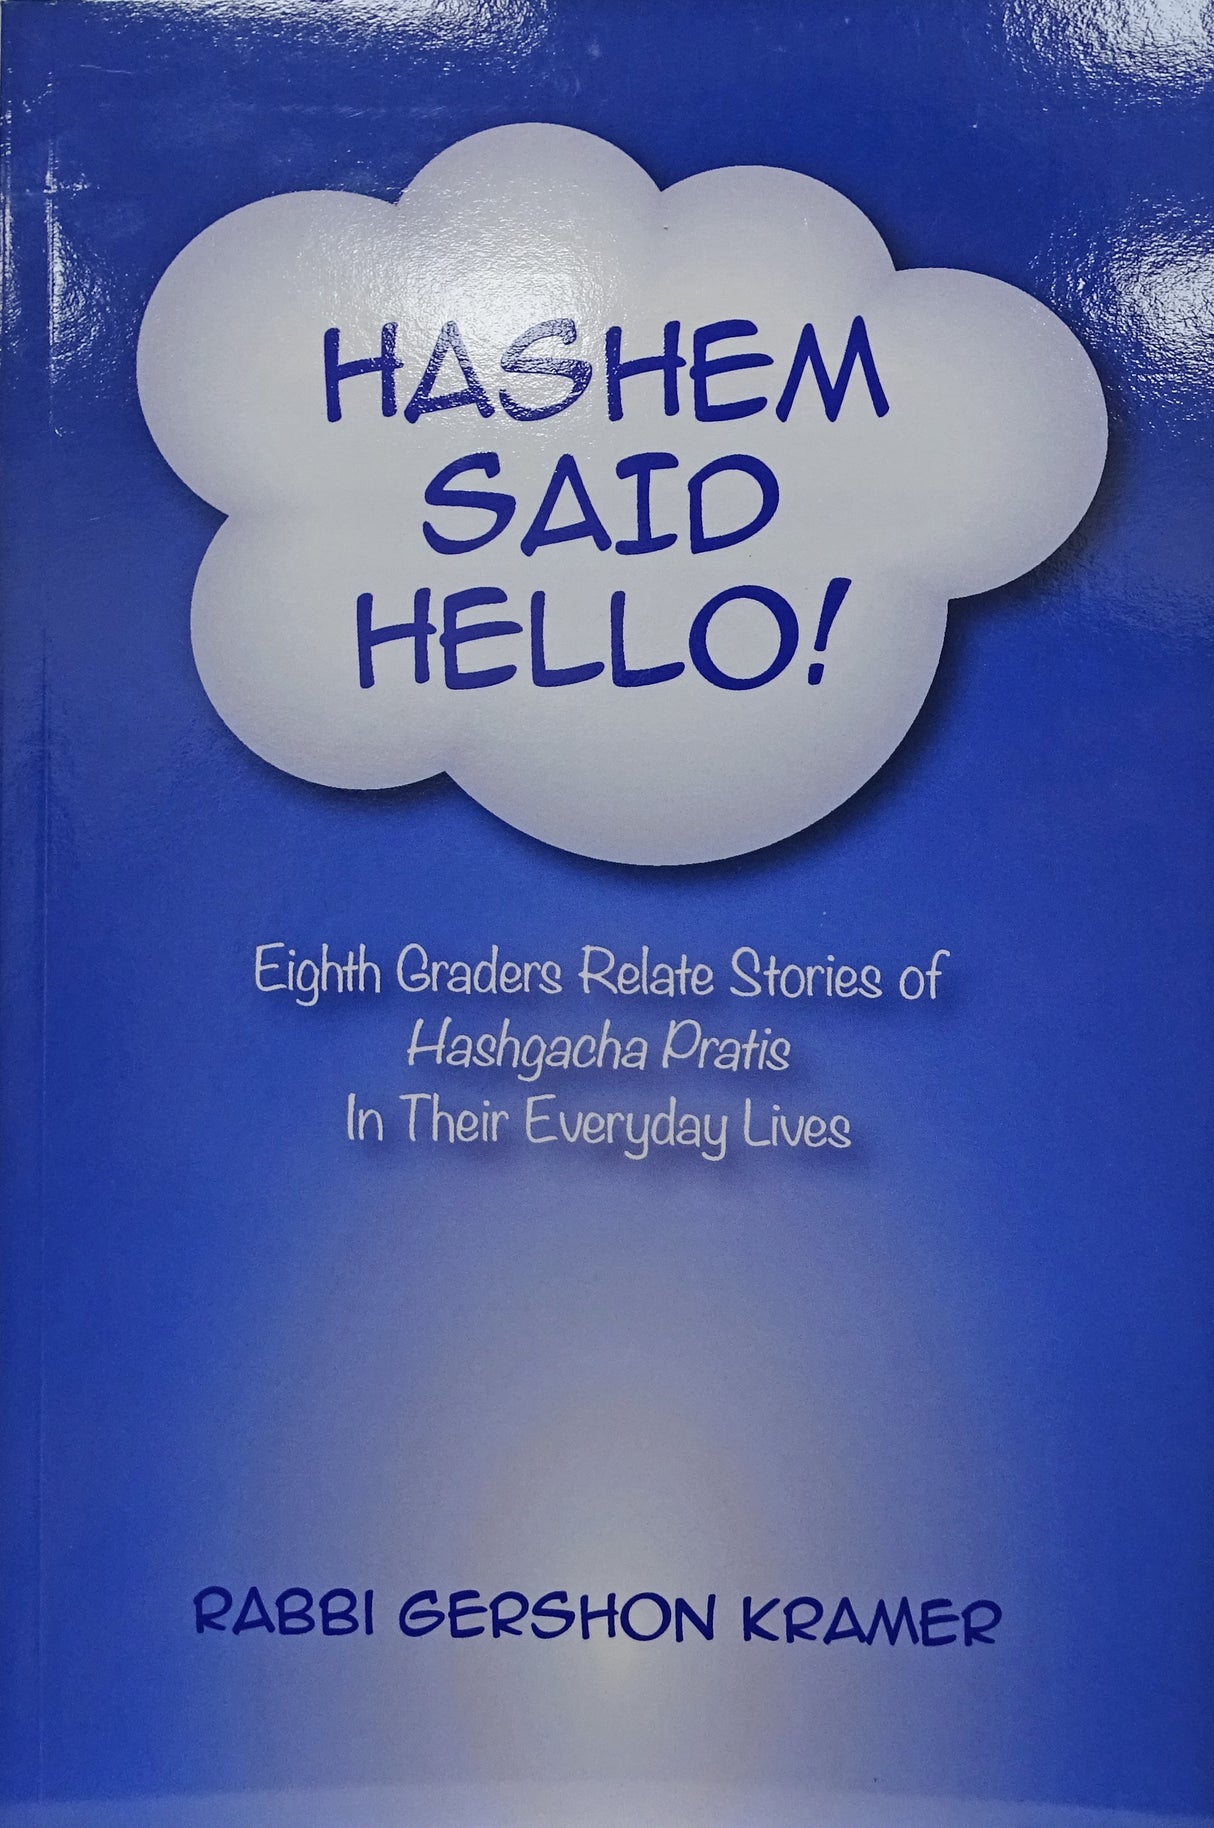 HASHEM
SAID
HELLO!
Eighth Graders Relate Stories of
Hashgacha Pratis
In Their Everyday Lives
RABBI GERSHON KRAMER